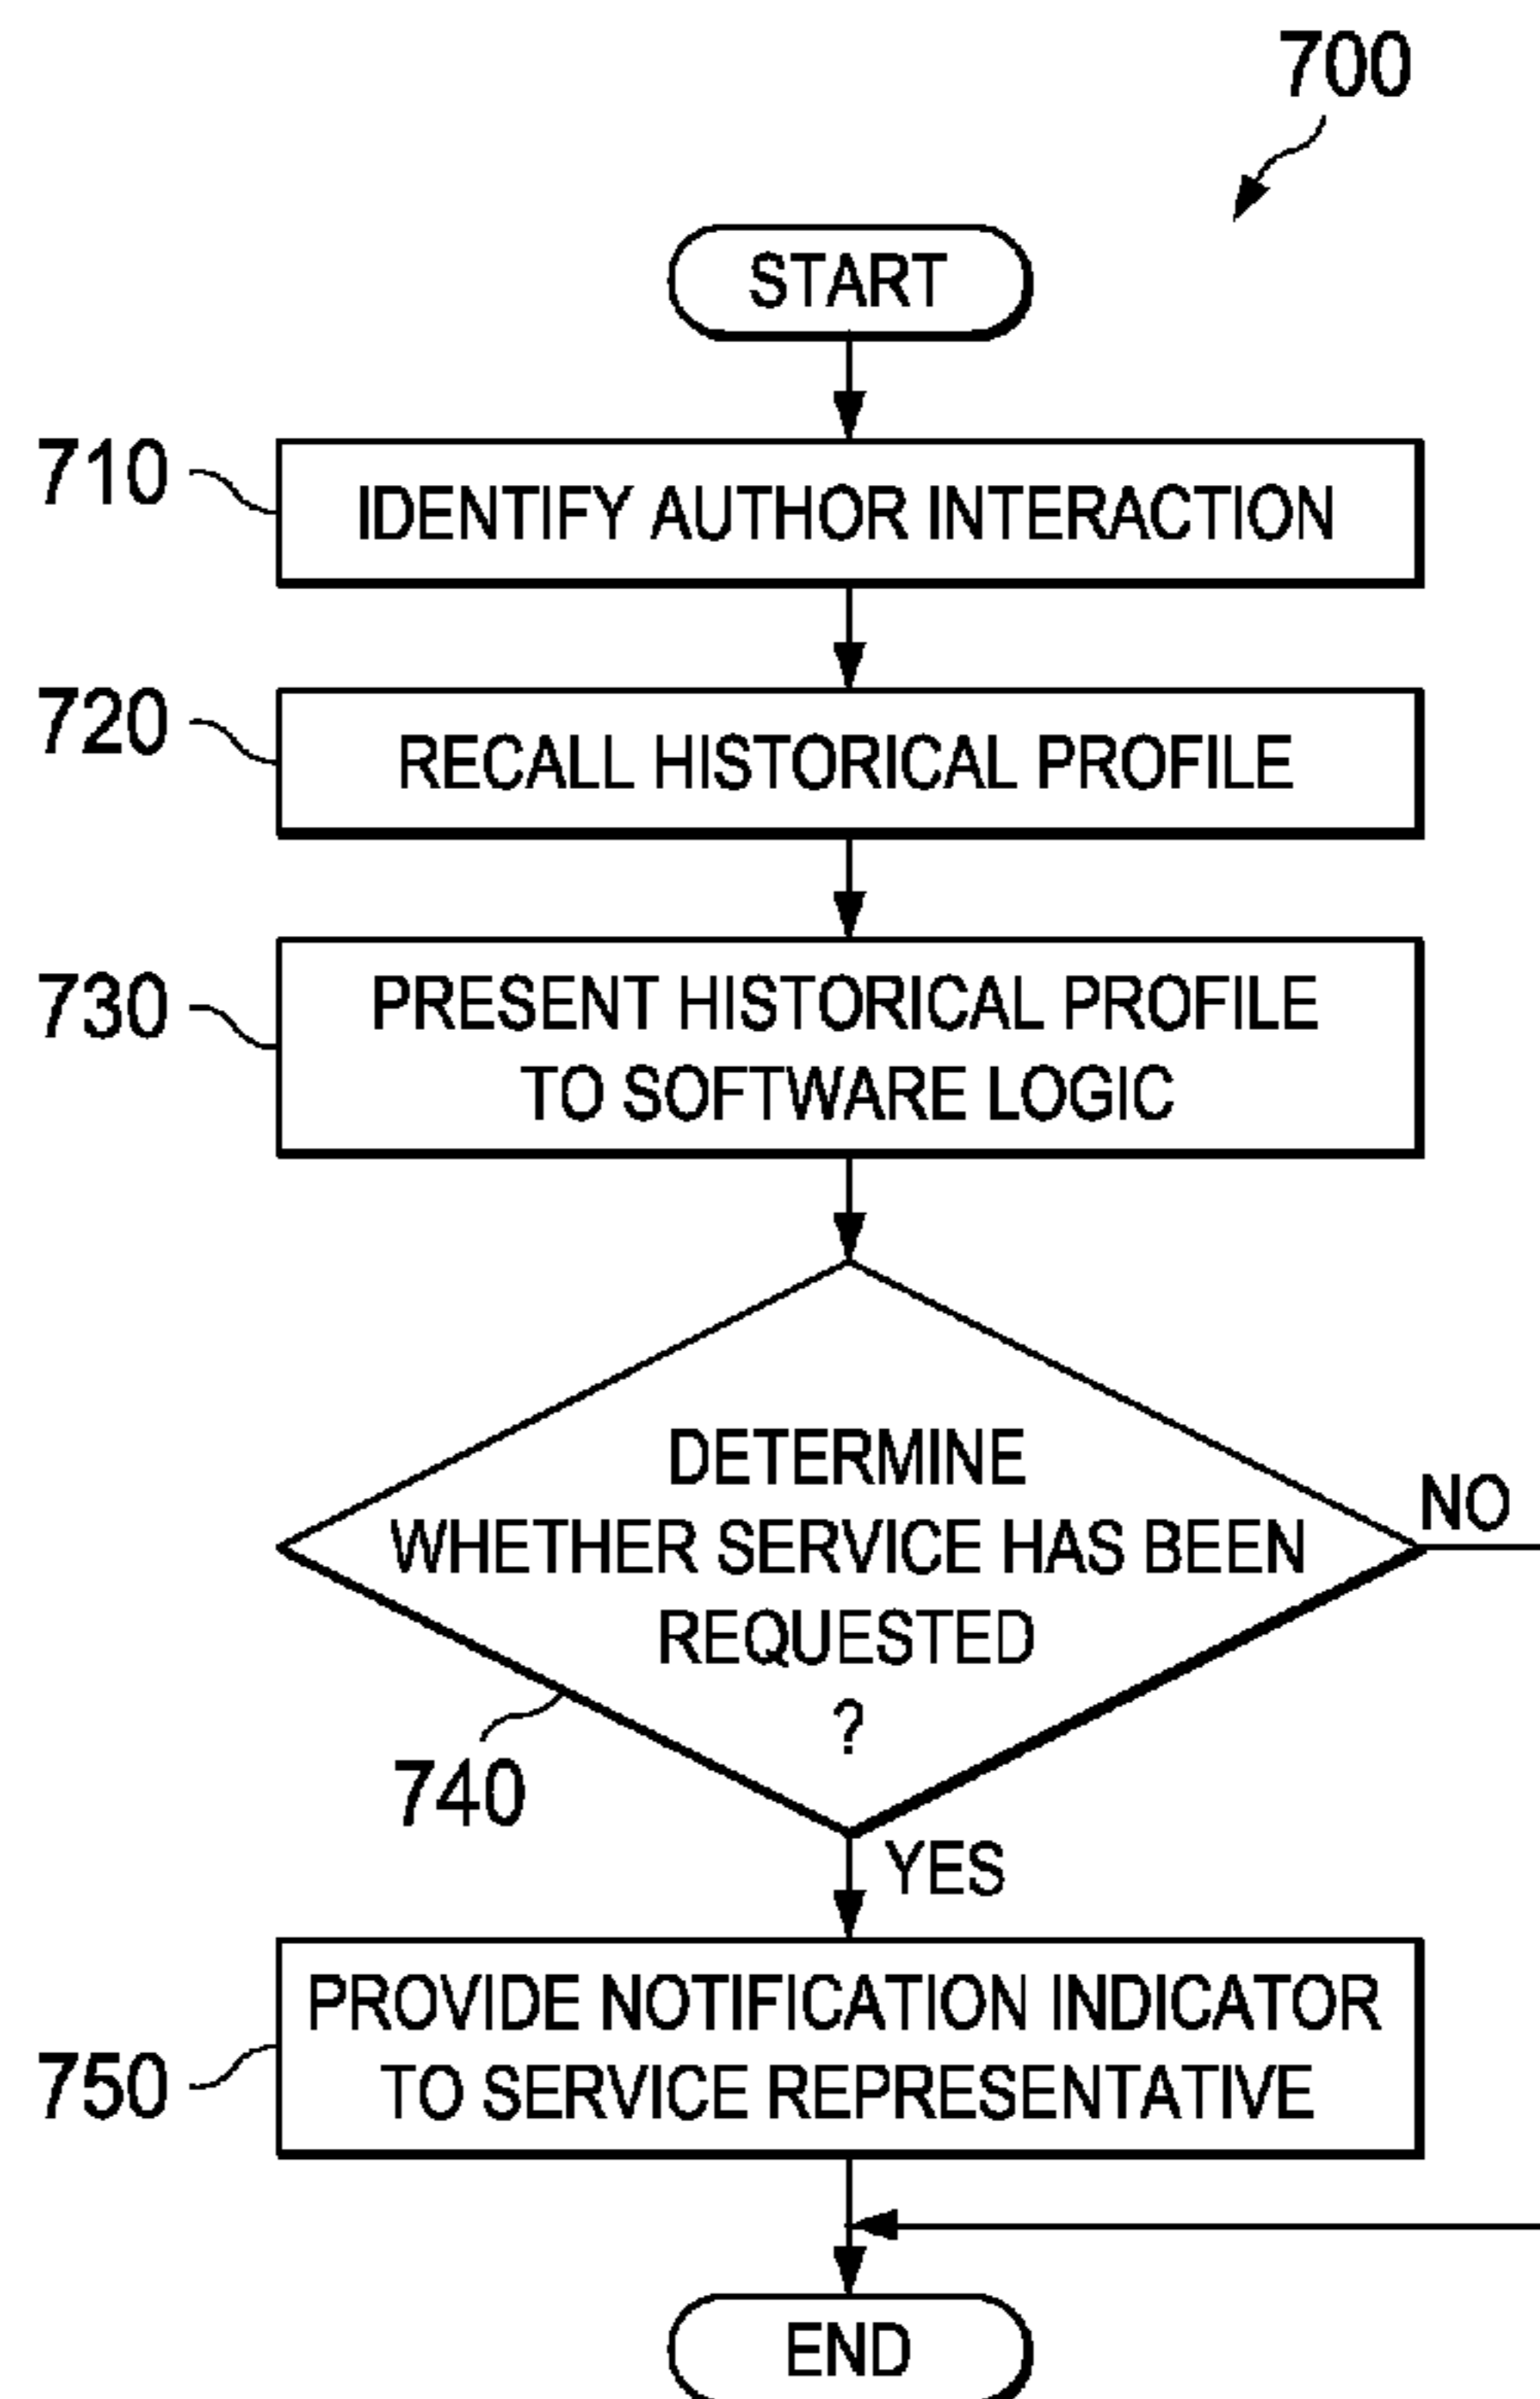 700
START
710
IDENTIFY AUTHOR INTERACTION
720
RECALL HISTORICAL PROFILE
730
PRESENT HISTORICAL PROFILE
TO SOFTWARE LOGIC
DETERMINE
WHETHER SERVICE HAS BEEN
REQUESTED
?
NO
740
YES
PROVIDE NOTIFICATION INDICATOR
TO SERVICE REPRESENTATIVE
750
END